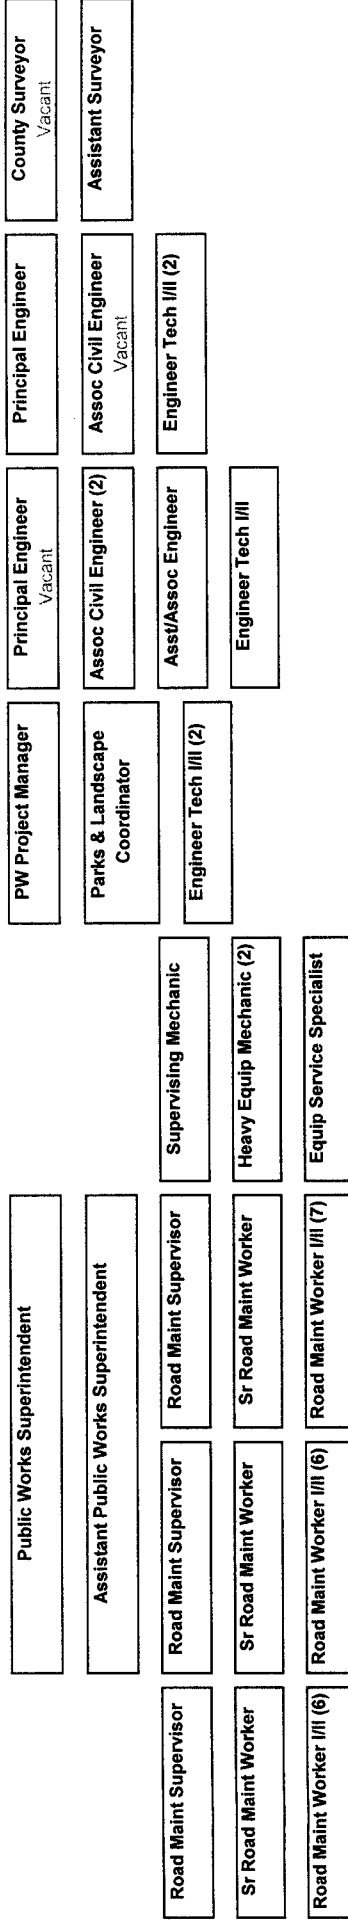 Public Works Superintendent
PW Project Manager
Principal Engineer
Vacant
Principal Engineer
County Surveyor
Vacant
Assistant Public Works Superintendent
Parks & Landscape
Coordinator
Assoc Civil Engineer (2)
Assoc Civil Engineer
Vacant
Assistant Surveyor
Road Maint Supervisor
Road Maint Supervisor
Road Maint Supervisor
Supervising Mechanic
Engineer Tech I/II (2)
Asst/Assoc Engineer
Engineer Tech I/II (2)
Sr Road Maint Worker
Sr Road Maint Worker
Sr Road Maint Worker
Heavy Equip Mechanic (2)
Engineer Tech I/II
Road Maint Worker I/II (6)
Road Maint Worker I/II (6)
Road Maint Worker I/II (7)
Equip Service Specialist